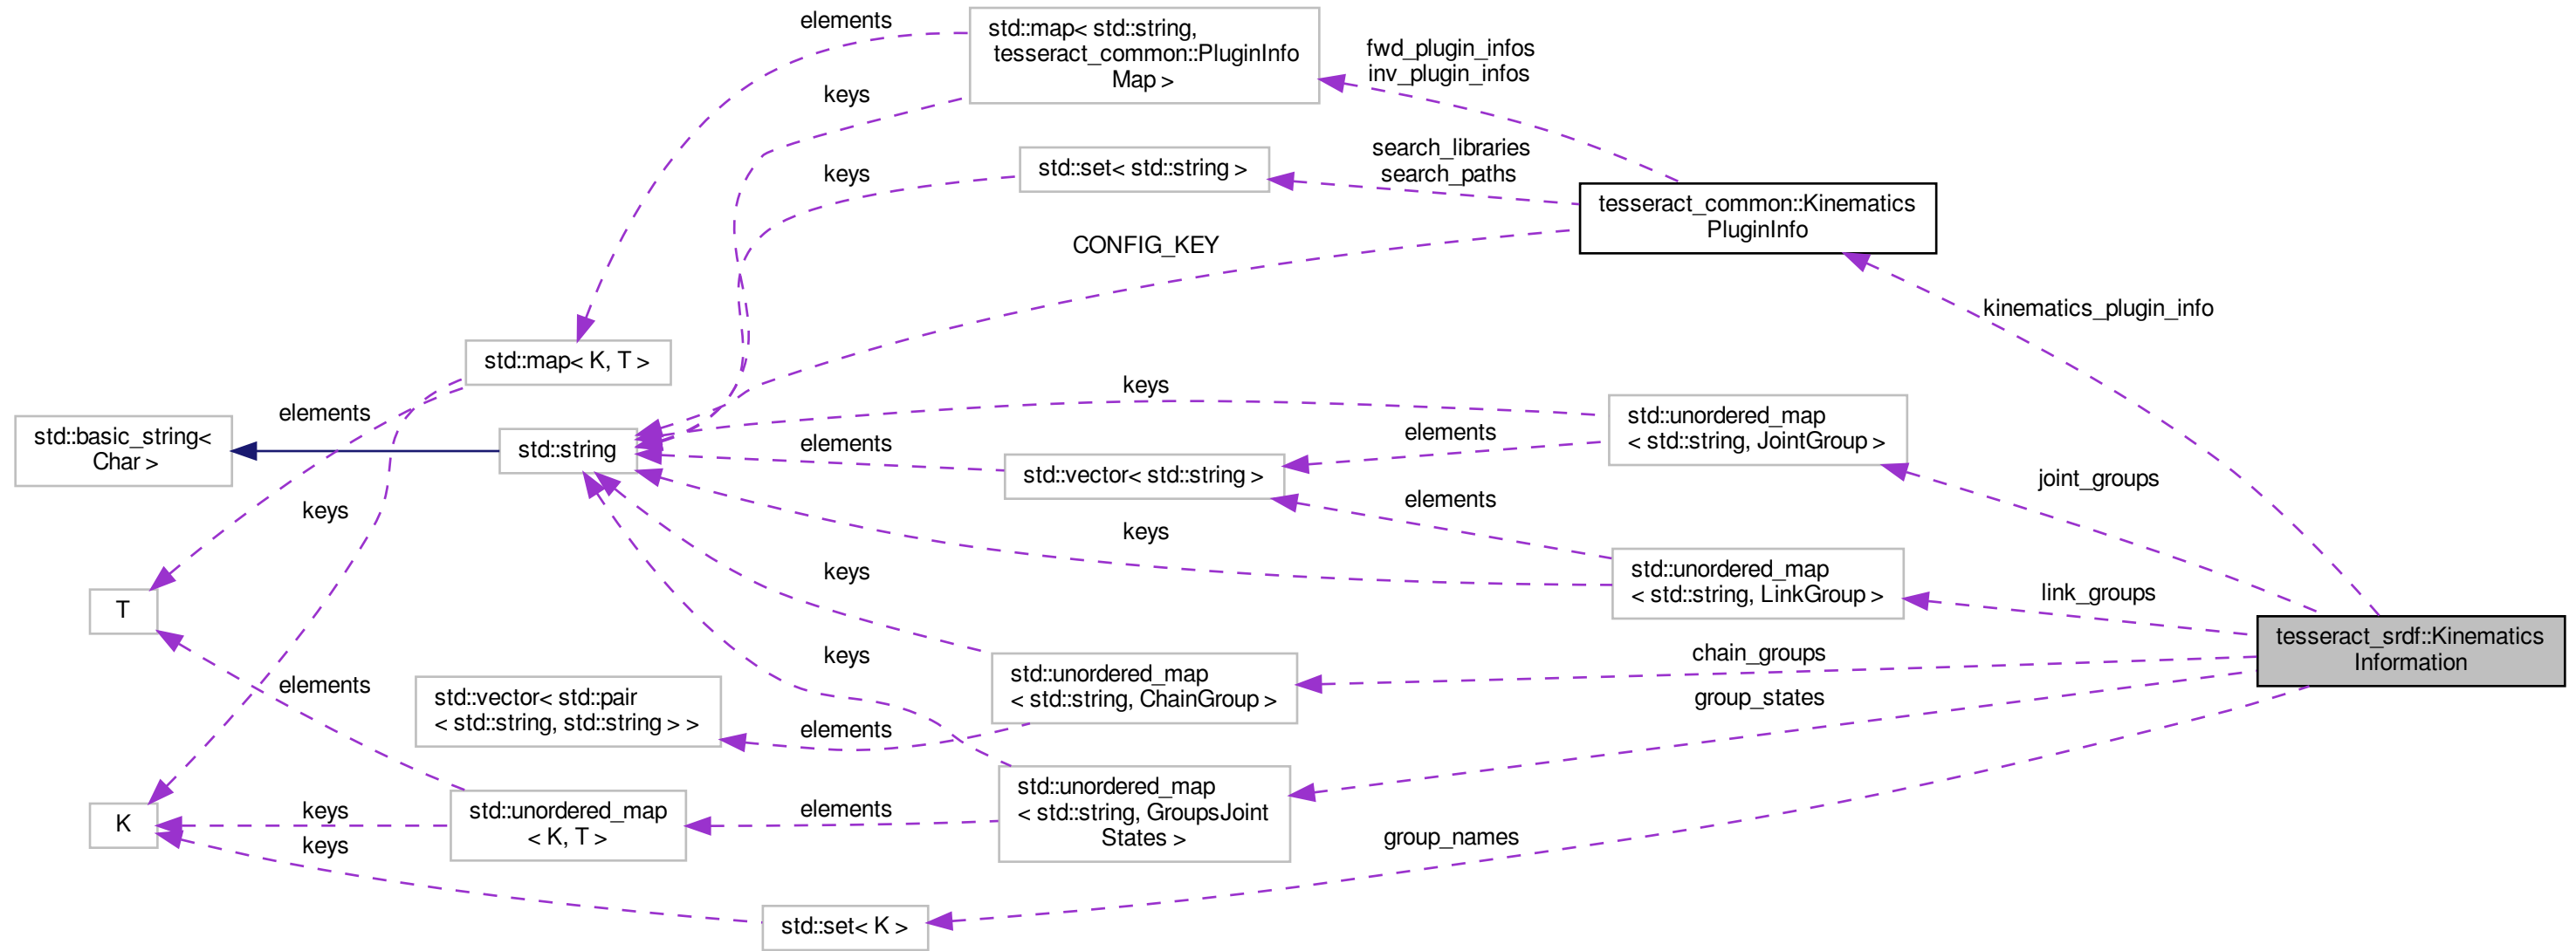 elements
std::map< std::string,
tesseract_common::PluginInfo
Map >
fwd_plugin_infos
inv_plugin_infos
keys
search_libraries
search_paths
keys
std::set< std::string >
tesseract_common::Kinematics
PluginInfo
CONFIG_KEY
kinematics_plugin_info
std::map< K, T >
keys
elements
std::basic_string<
Char >
std::string
elements
std::vector< std::string >
elements
std::unordered_map
< std::string, JointGroup >
joint_groups
keys
elements
keys
std::unordered_map
< std::string, LinkGroup >
link_groups
T
keys
tesseract_srdf::Kinematics
Information
keys
std::unordered_map
< std::string, ChainGroup >
chain_groups
elements
std::vector< std::pair
< std::string, std::string > >
elements
group_states
std::unordered_map
< std::string, GroupsJoint
States >
K
keys
keys
std::unordered_map
< K, T >
elements
group_names
std::set< K >